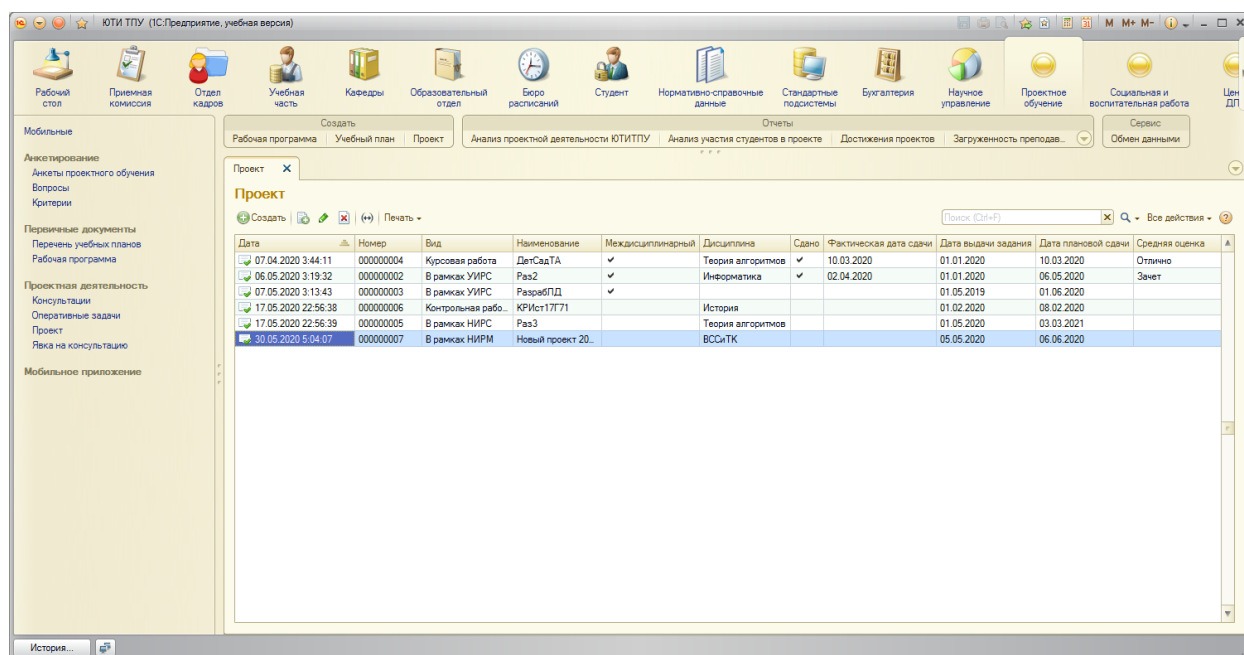 ЮТИ ТПУ (1С:Предприятие, учебная версия)
M M+ M-
Рабочий стол
Приемная комиссия
Отдел кадров
Учебная часть
Кафедры
Образовательный отдел
Бюро расписаний
Студент
Нормативно-справочные данные
Стандартные подсистемы
Бухгалтерия
Научное управление
Проектное обучение
Социальная и воспитательная работа
Цен
ДП
Мобильные
Анкетирование
Анкеты проектного обучения
Вопросы
Критерии
Первичные документы
Перечень учебных планов
Рабочая программа
Проектная деятельность
Консультации
Оперативные задачи
Проект
Явка на консультацию
Мобильное приложение
Создать
Рабочая программа Учебный план Проект
Отчеты
Анализ проектной деятельности ЮТИТПУ Анализ участия студентов в проекте Достижения проектов Загруженность преподав...
Сервис
Обмен данными
Проект
Проект
Создать Печать Поиск (Ctrl+F) Все действия
Дата Номер Вид Наименование Междисциплинарный Дисциплина Сдано Фактическая дата сдачи Дата выдачи задания Дата плановой сдачи Средняя оценка
07.04.2020 3:44:11 000000004 Курсовая работа ДетСадТА ✔ Теория алгоритмов ✔ 10.03.2020 01.01.2020 10.03.2020 Отлично
06.05.2020 3:19:32 000000002 В рамках УИРС Раз2 ✔ Информатика ✔ 02.04.2020 01.01.2020 06.05.2020 Зачет
07.05.2020 3:13:43 000000003 В рамках УИРС РазрабПД ✔ 01.05.2019 01.06.2020
17.05.2020 22:56:38 000000006 Контрольная рабо... КРИст17Г71 История 01.02.2020 08.02.2020
17.05.2020 22:56:39 000000005 В рамках НИРС Раз3 Теория алгоритмов 01.05.2020 03.03.2021
30.05.2020 5:04:07 000000007 В рамках НИРМ Новый проект 20... ВССиТК 05.05.2020 06.06.2020
История...